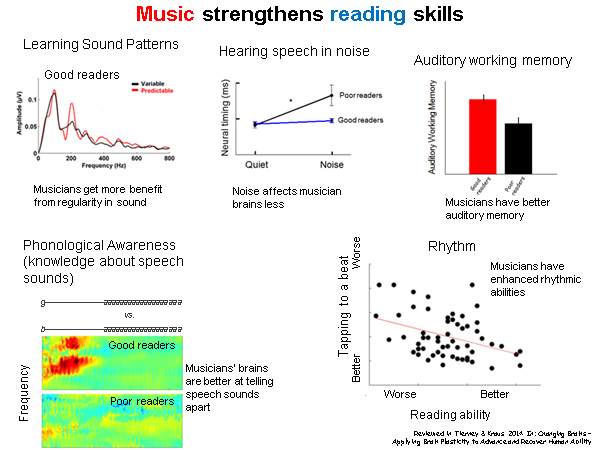 Music strengthens reading skills
Learning Sound Patterns
Good readers
Variable
Predictable
Amplitude (µV)
0.1
0.05
0
0
200
400
600
800
Frequency (Hz)
Musicians get more benefit
from regularity in sound
Hearing speech in noise
Neural timing (ms)
*
Poor readers
Good readers
Quiet
Noise
Noise affects musician
brains less
Auditory working memory
Auditory Working Memory
Good
readers
Poor
readers
Musicians have better
auditory memory
Phonological Awareness
(knowledge about speech
sounds)
g
vs.
b
Good readers
Poor readers
Frequency
Musicians' brains
are better at telling
speech sounds
apart
Rhythm
Musicians have
enhanced rhythmic
abilities
Tapping to a beat
Worse
Better
Worse
Better
Reading ability
Reviewed in Tierney & Kraus 2014 In: Changing Brains –
Applying Brain Plasticity to Advance and Recover Human Ability